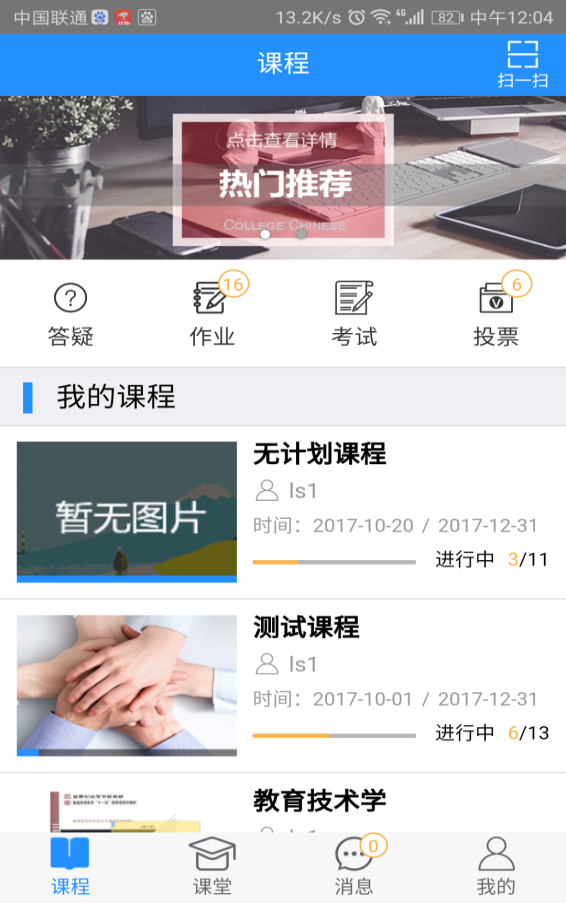 中国联通 13.2K/s 4G 82 中午12:04
课程
扫一扫
点击查看详情
热门推荐
COLLEGE CHINESE
16 6
答疑 作业 考试 投票
我的课程
暂无图片
无计划课程
ls1
时间：2017-10-20 / 2017-12-31
进行中 3/11
测试课程
ls1
时间：2017-10-01 / 2017-12-31
进行中 6/13
教育技术学
0
课程 课堂 消息 我的